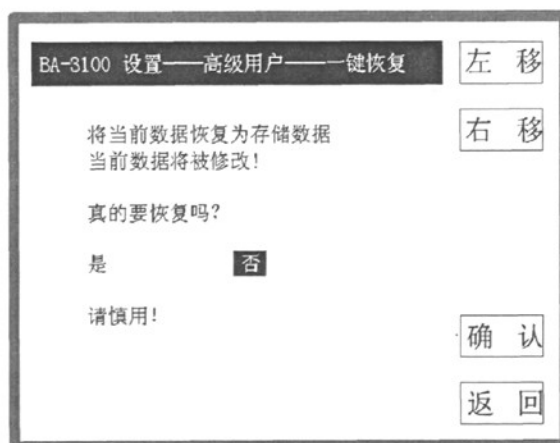 BA-3100 设置——高级用户——一键恢复
左 移
将当前数据恢复为存储数据
当前数据将被修改!
右 移
真的要恢复吗?
是 否
请慎用!
确 认
返 回